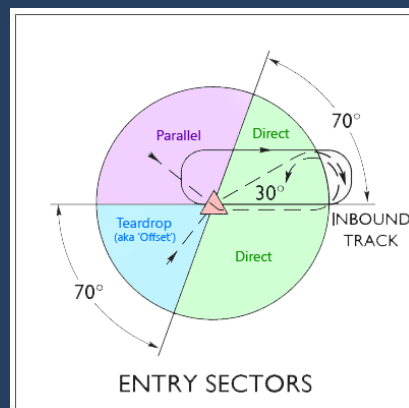 70°
Parallel
Direct
30°
INBOUND
TRACK
Teardrop
(aka 'Offset')
Direct
70°
ENTRY SECTORS